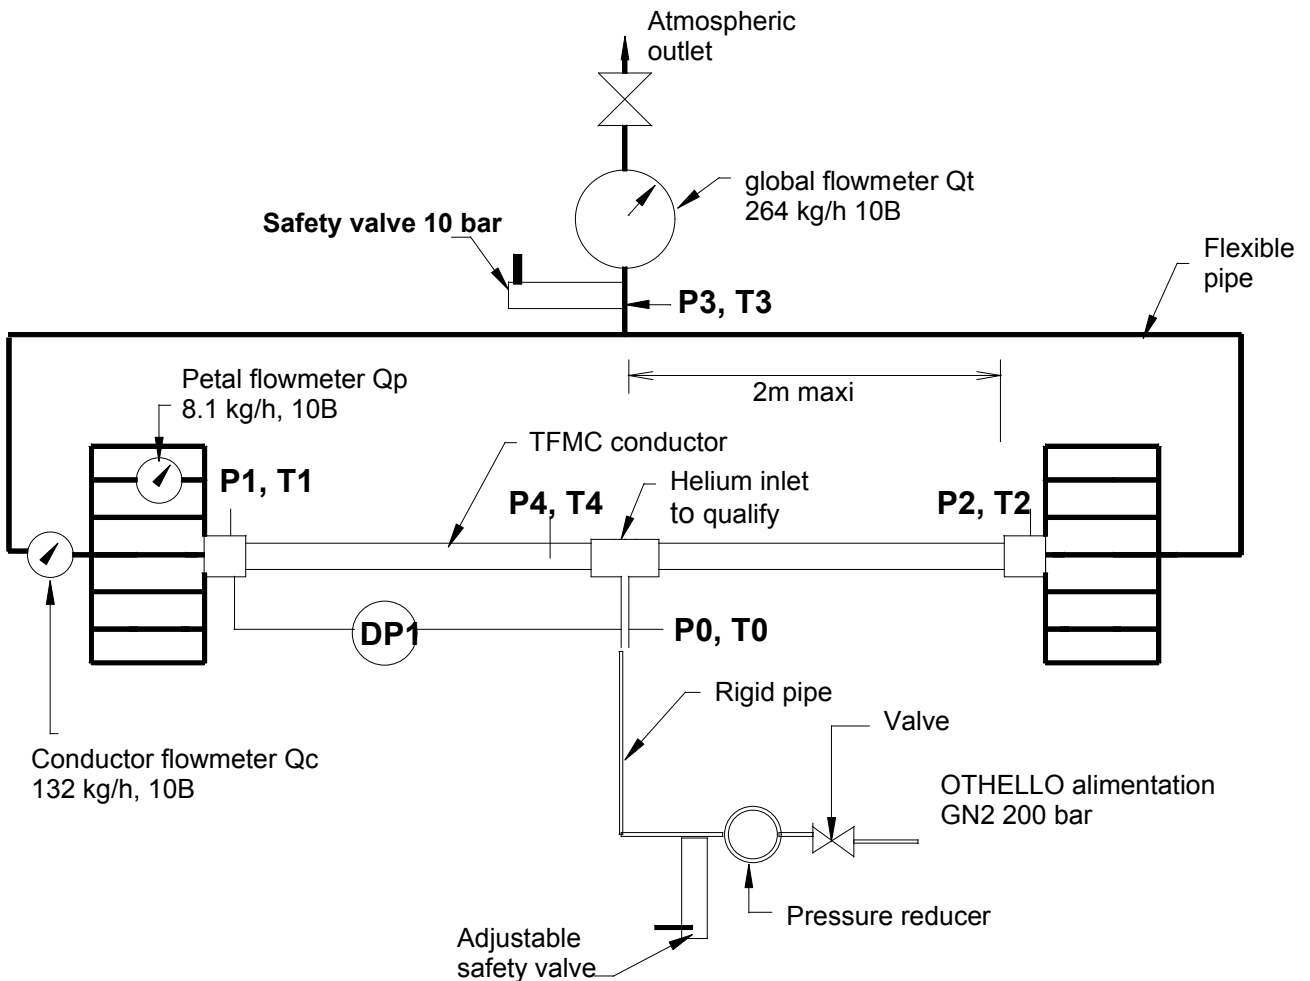 Atmospheric
outlet
global flowmeter Qt
264 kg/h 10B
Safety valve 10 bar
Flexible
pipe
P3, T3
Petal flowmeter Qp
8.1 kg/h, 10B
2m maxi
TFMC conductor
P1, T1
P4, T4
Helium inlet
to qualify
P2, T2
DP1
P0, T0
Rigid pipe
Valve
Conductor flowmeter Qc
132 kg/h, 10B
OTHELLO alimentation
GN2 200 bar
Pressure reducer
Adjustable
safety valve